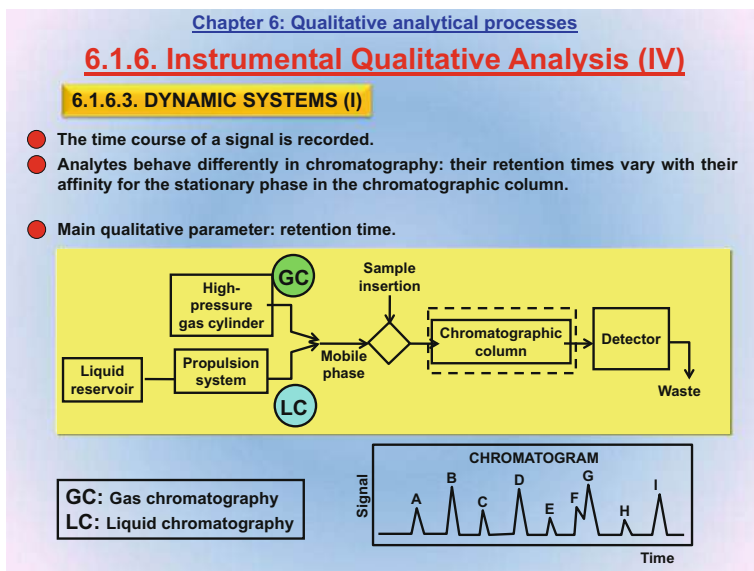 Chapter 6: Qualitative analytical processes
6.1.6. Instrumental Qualitative Analysis (IV)
6.1.6.3. DYNAMIC SYSTEMS (I)
The time course of a signal is recorded.
Analytes behave differently in chromatography: their retention times vary with their
affinity for the stationary phase in the chromatographic column.
Main qualitative parameter: retention time.
High-
pressure
gas cylinder
GC
Sample
insertion
Liquid
reservoir
Propulsion
system
LC
Mobile
phase
Chromatographic
column
Detector
Waste
GC: Gas chromatography
LC: Liquid chromatography
CHROMATOGRAM
Signal
A
B
C
D
E
F
G
H
I
Time